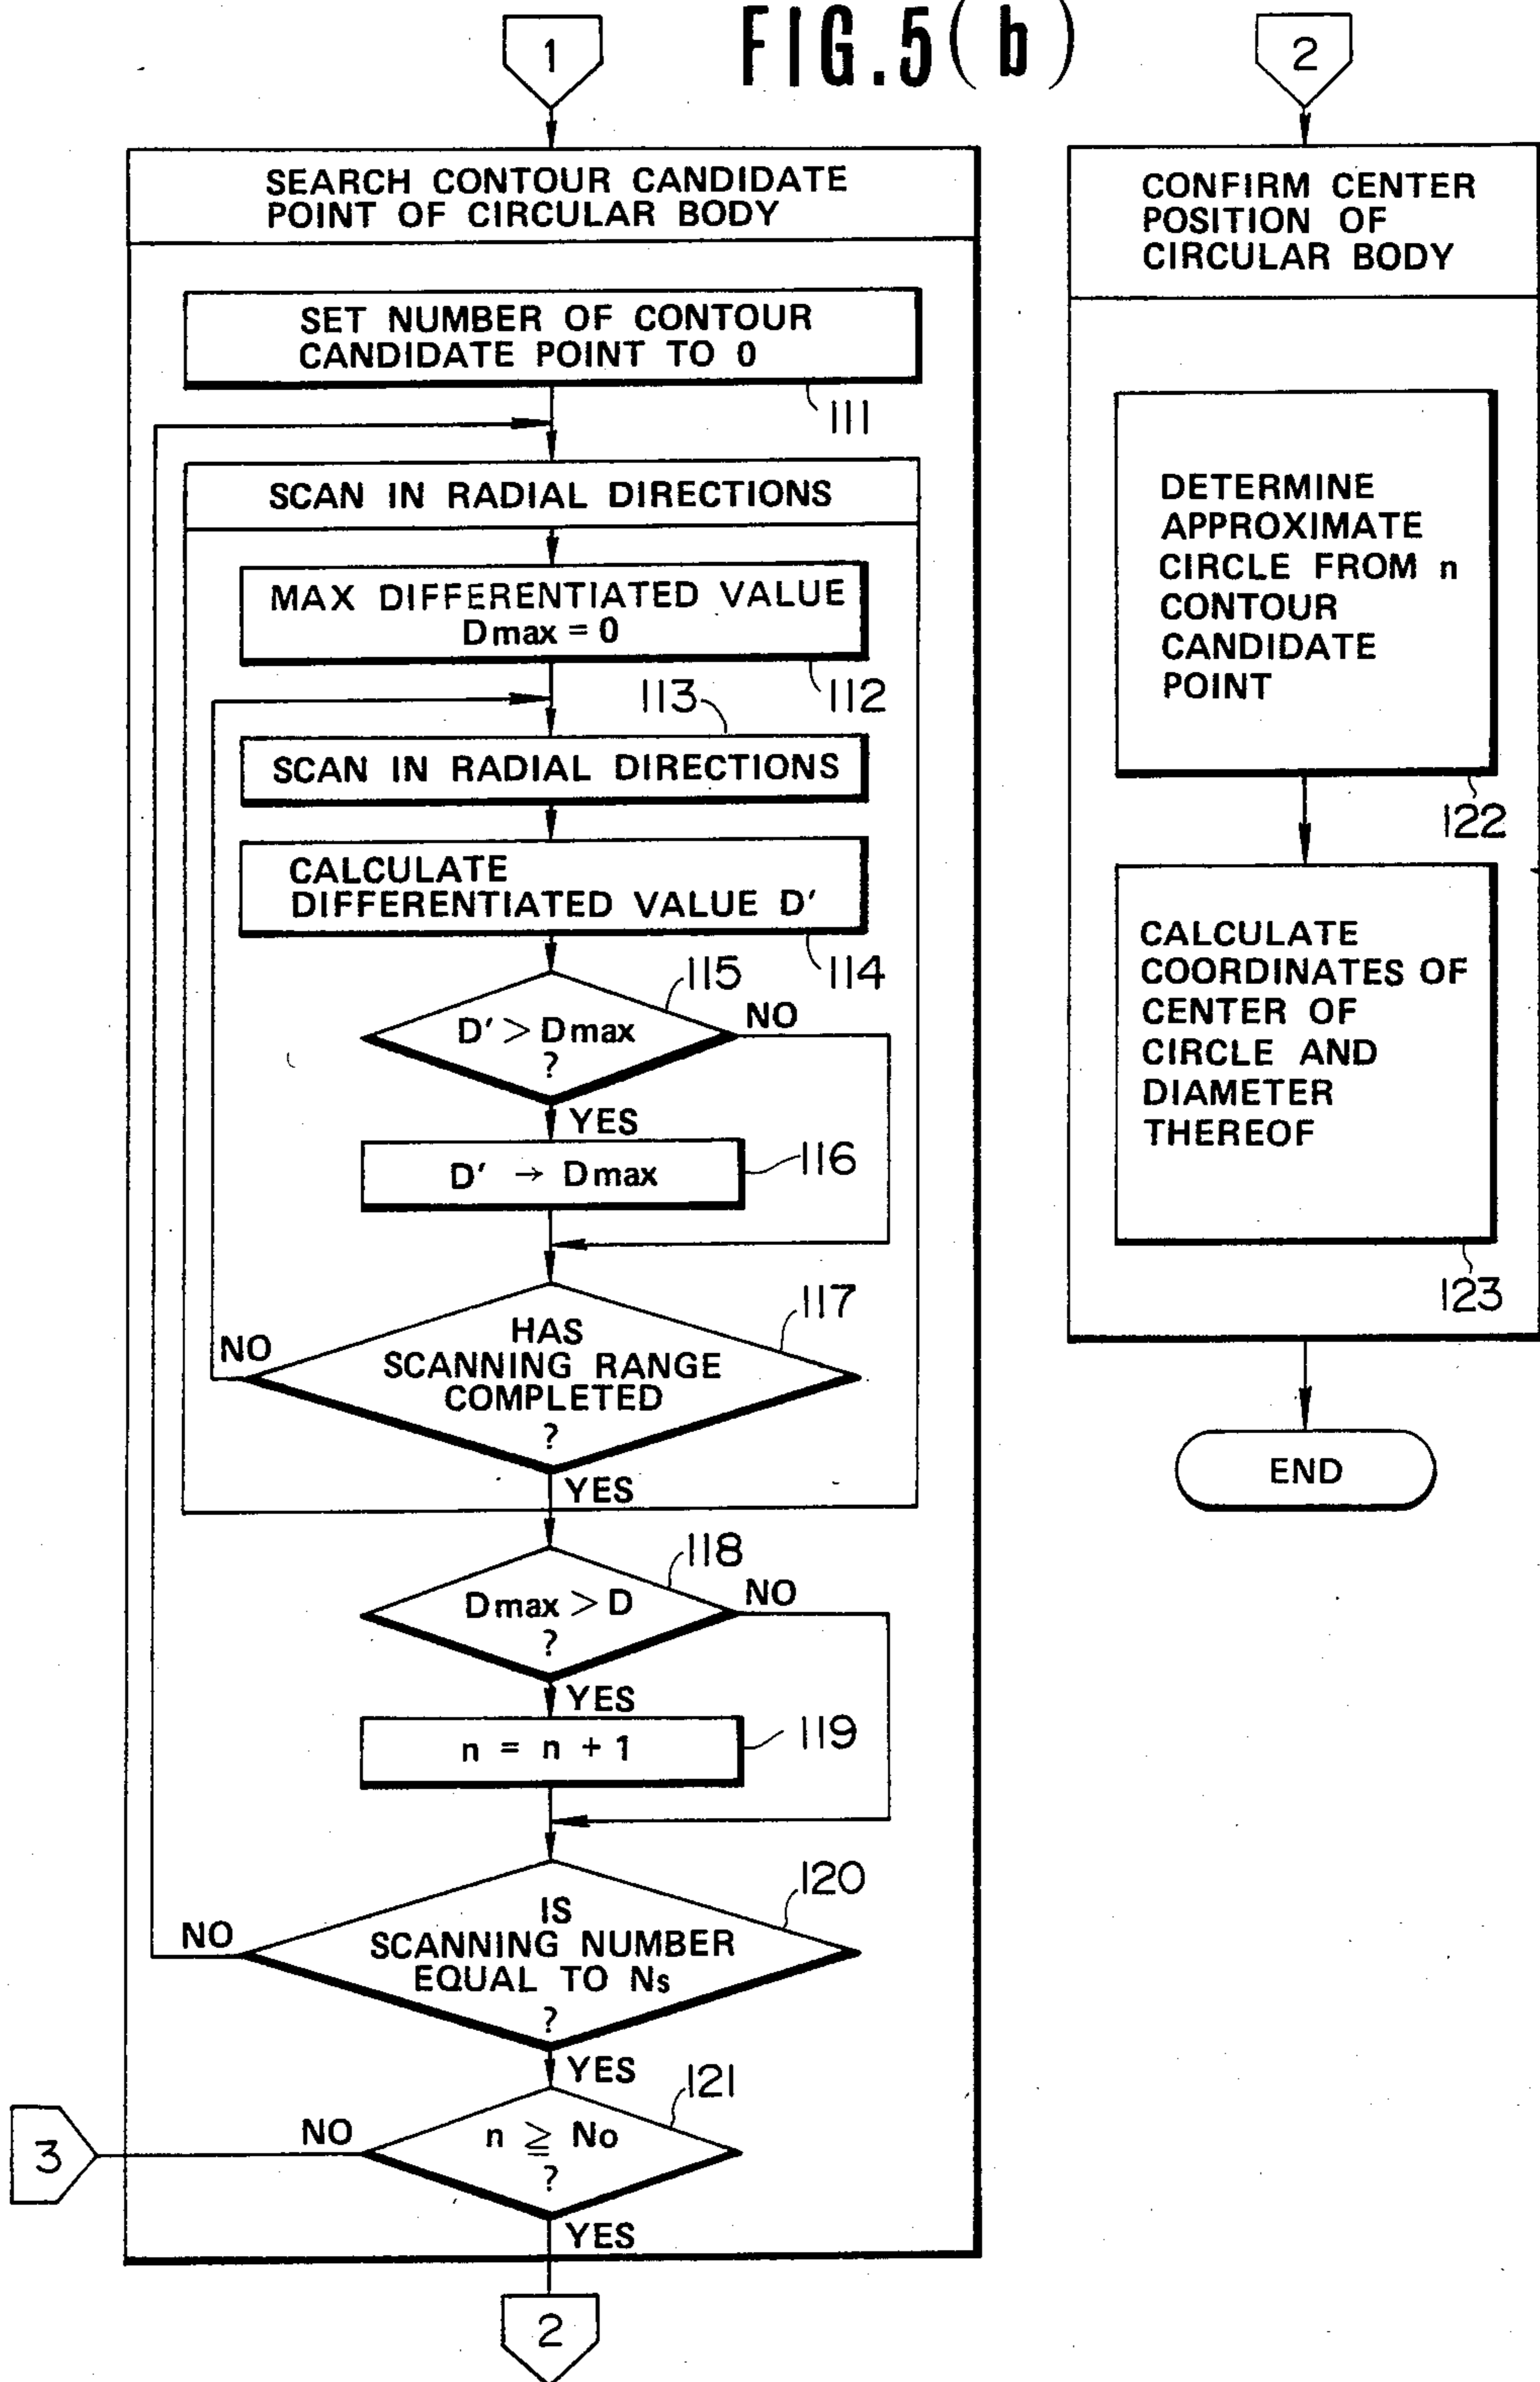 FIG.5(b)
1
SEARCH CONTOUR CANDIDATE
POINT OF CIRCULAR BODY
SET NUMBER OF CONTOUR
CANDIDATE POINT TO 0
111
SCAN IN RADIAL DIRECTIONS
MAX DIFFERENTIATED VALUE
Dmax = 0
112
113
SCAN IN RADIAL DIRECTIONS
CALCULATE
DIFFERENTIATED VALUE D'
114
115
D' > Dmax
?
NO
YES
D' → Dmax
116
117
HAS
SCANNING RANGE
COMPLETED
?
NO
YES
118
Dmax > D
?
NO
YES
n = n + 1
119
120
IS
SCANNING NUMBER
EQUAL TO Ns
?
NO
YES
121
n ≧ No
?
NO
3
YES
2
2
CONFIRM CENTER
POSITION OF
CIRCULAR BODY
DETERMINE
APPROXIMATE
CIRCLE FROM n
CONTOUR
CANDIDATE
POINT
122
CALCULATE
COORDINATES OF
CENTER OF
CIRCLE AND
DIAMETER
THEREOF
123
END